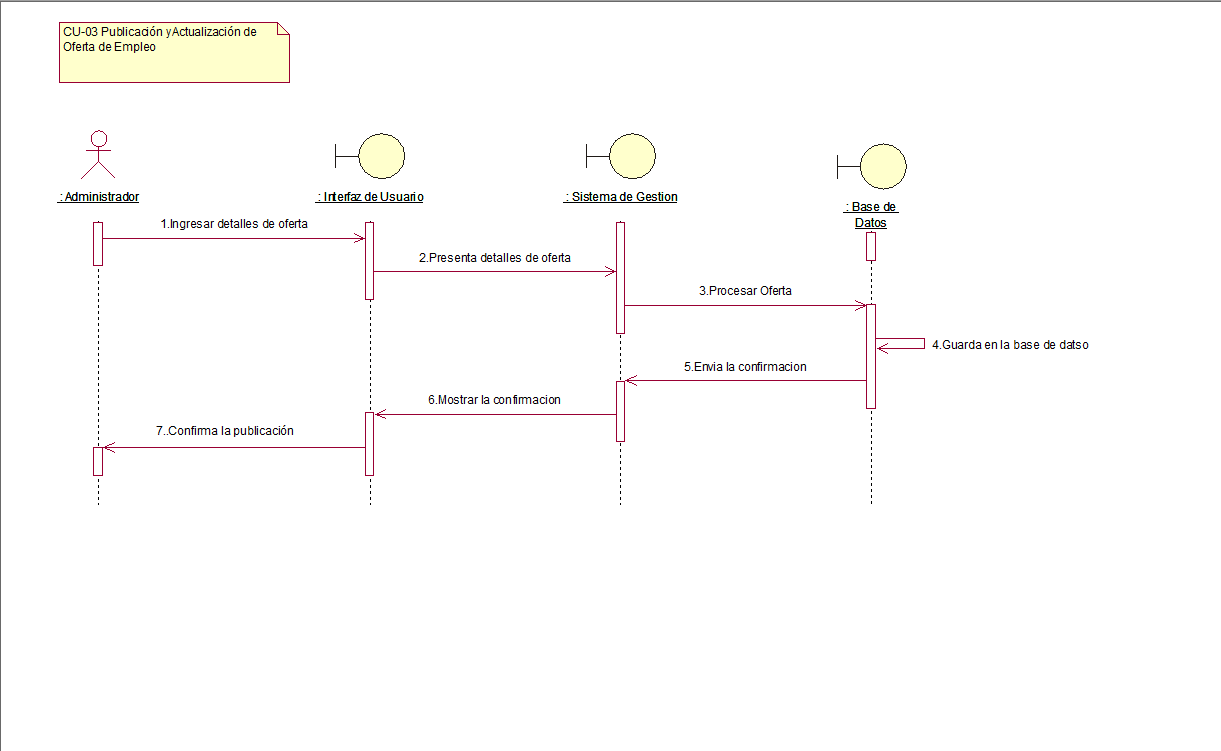 CU-03 Publicación yActualización de
Oferta de Empleo
: Administrador
: Interfaz de Usuario
: Sistema de Gestion
: Base de
Datos
1.Ingresar detalles de oferta
2.Presenta detalles de oferta
3.Procesar Oferta
4.Guarda en la base de datso
5.Envia la confirmacion
6.Mostrar la confirmacion
7..Confirma la publicación